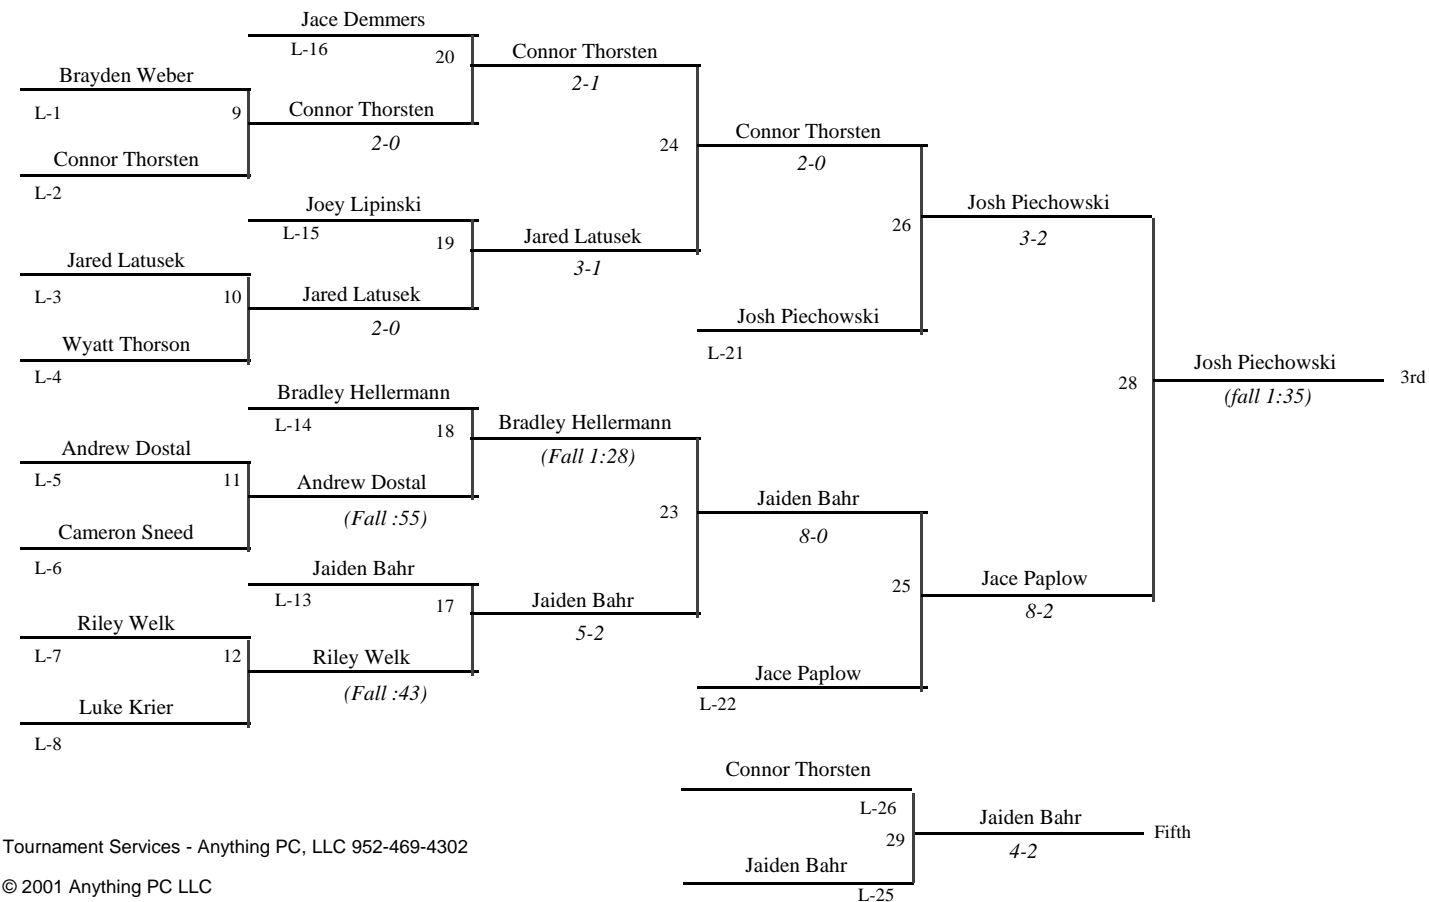 Jace Demmers
L-16
20
Connor Thorsten
2-1
Brayden Weber
L-1
9
Connor Thorsten
2-0
Connor Thorsten
L-2
24
Connor Thorsten
2-0
Joey Lipinski
L-15
19
Jared Latusek
3-1
Jared Latusek
L-3
10
Jared Latusek
2-0
Wyatt Thorson
L-4
26
Josh Piechowski
3-2
Josh Piechowski
L-21
28
Josh Piechowski
(fall 1:35)
3rd
Bradley Hellermann
L-14
18
Bradley Hellermann
(Fall 1:28)
Andrew Dostal
L-5
11
Andrew Dostal
(Fall :55)
Cameron Sneed
L-6
23
Jaiden Bahr
8-0
Jaiden Bahr
L-13
17
Jaiden Bahr
5-2
25
Jace Paplow
8-2
Riley Welk
L-7
12
Riley Welk
(Fall :43)
Luke Krier
L-8
Jace Paplow
L-22
Connor Thorsten
L-26
29
Jaiden Bahr
4-2
Fifth
Jaiden Bahr
L-25
Tournament Services - Anything PC, LLC 952-469-4302
© 2001 Anything PC LLC